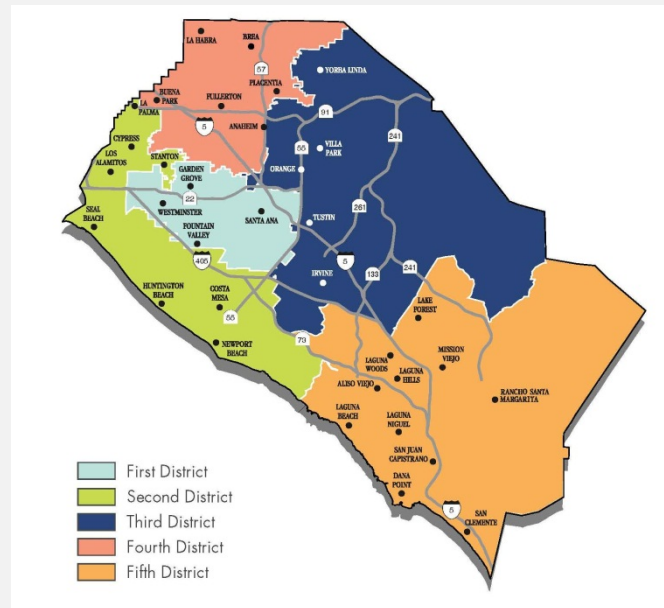 LA HABRA
BREA
57
YORBA LINDA
BUENA
PARK
PLACENTIA
LA
PALMA
FULLERTON
91
5
ANAHEIM
55
241
CYPRESS
VILLA
PARK
LOS
ALAMITOS
STANTON
ORANGE
GARDEN
GROVE
22
261
SEAL
BEACH
WESTMINSTER
SANTA ANA
TUSTIN
FOUNTAIN
VALLEY
405
5
133
241
IRVINE
HUNTINGTON
BEACH
COSTA
MESA
55
LAKE
FOREST
73
NEWPORT
BEACH
LAGUNA
WOODS
MISSION
VIEJO
LAGUNA
HILLS
ALISO VIEJO
RANCHO SANTA
MARGARITA
LAGUNA
BEACH
LAGUNA
NIGUEL
SAN JUAN
CAPISTRANO
DANA
POINT
5
SAN
CLEMENTE
First District
Second District
Third District
Fourth District
Fifth District